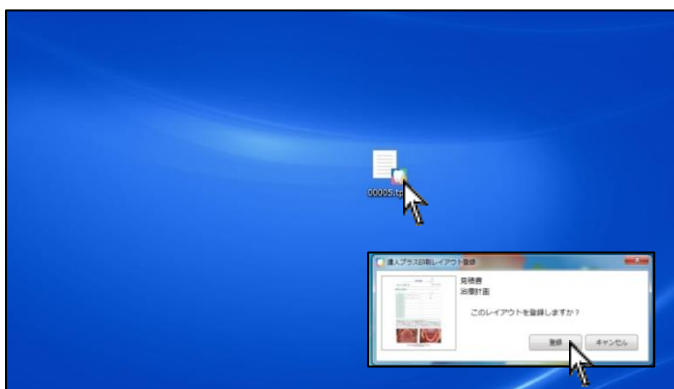 00005.tp
達人プラス印刷レイアウト登録
見積書
治療計画
このレイアウトを登録しますか？
登録
キャンセル